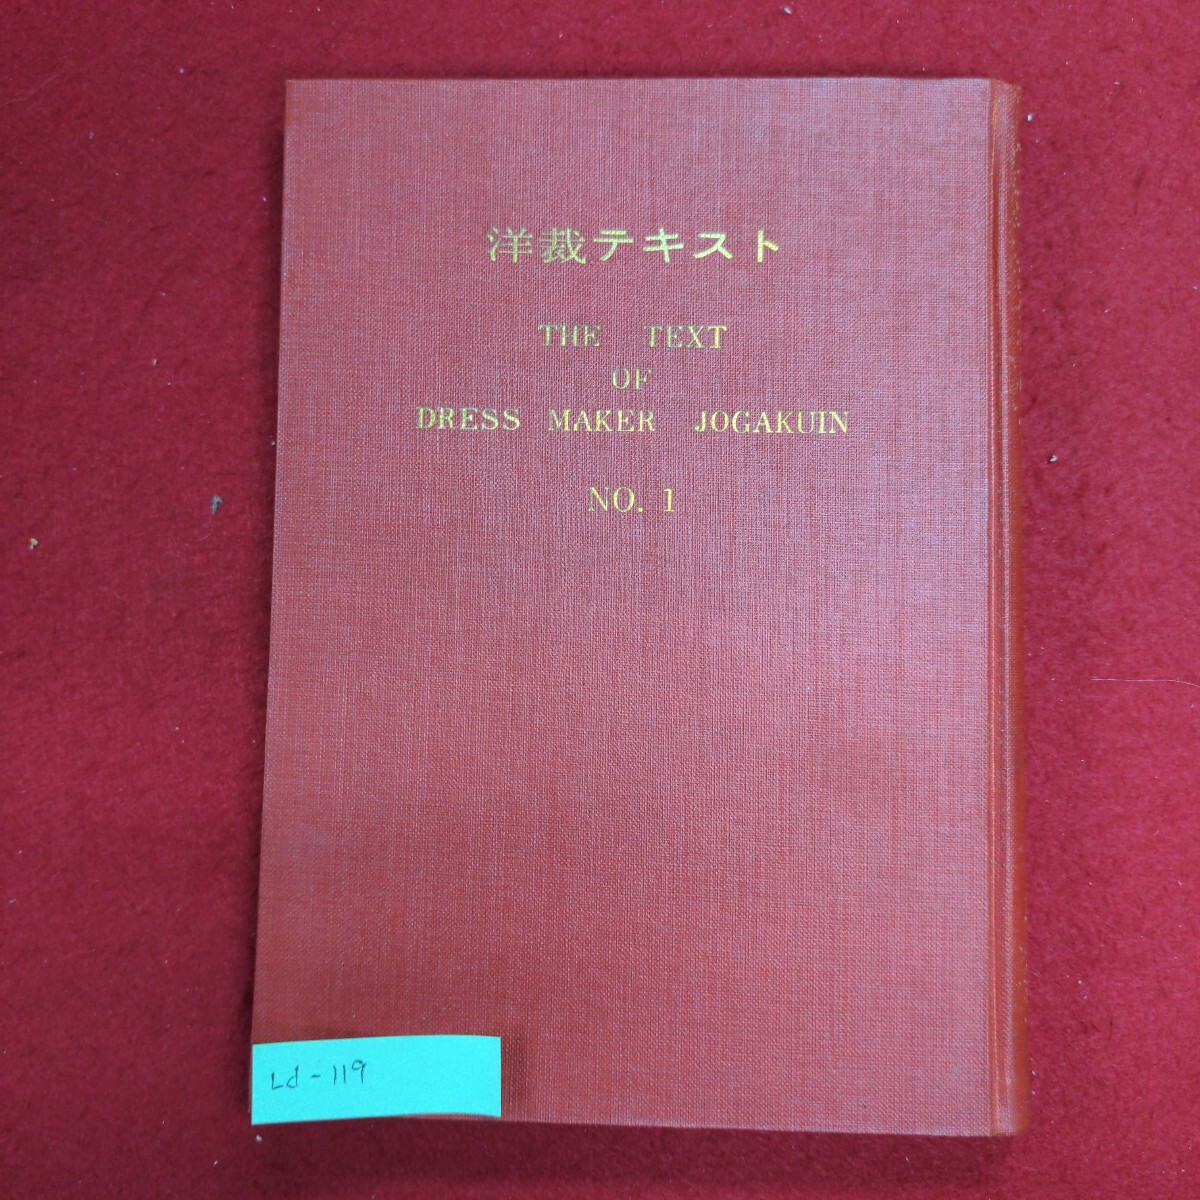 洋裁テキスト
THE TEXT
OF
DRESS MAKER JOGAKUIN
NO. 1
Ld-119